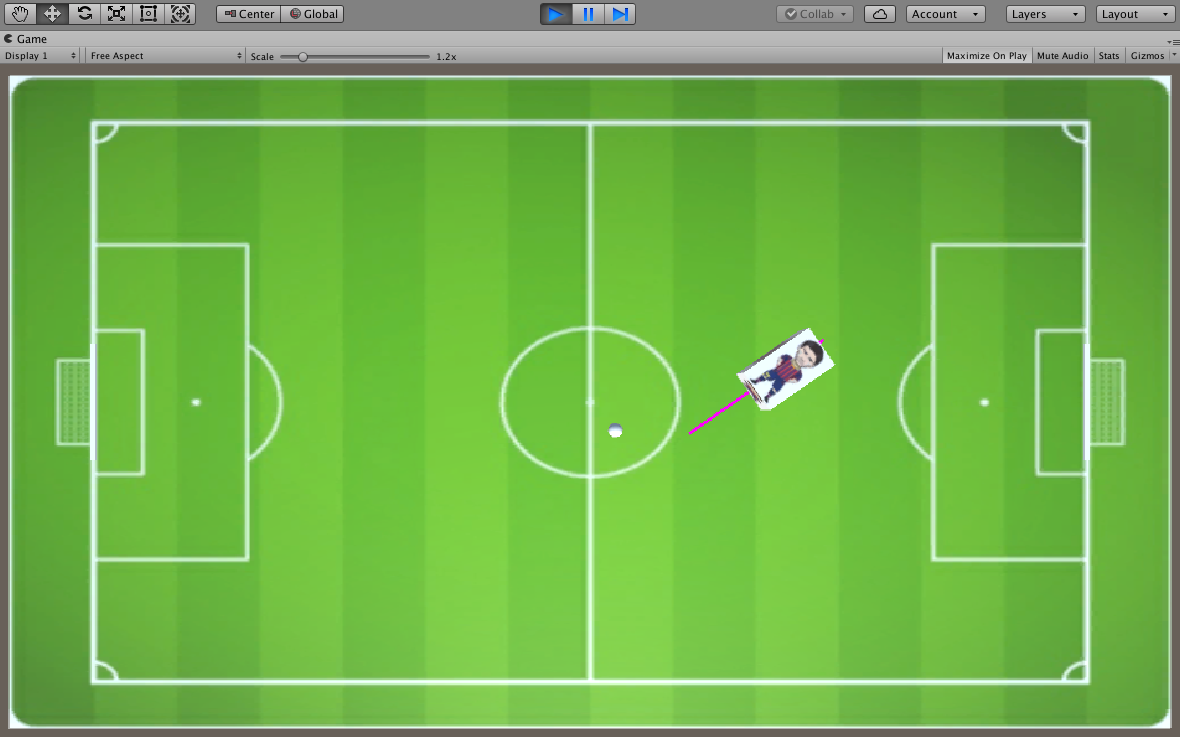 Center Global Collab Account Layers Layout
Game
Display 1 Free Aspect Scale 1.2x Maximize On Play Mute Audio Stats Gizmos